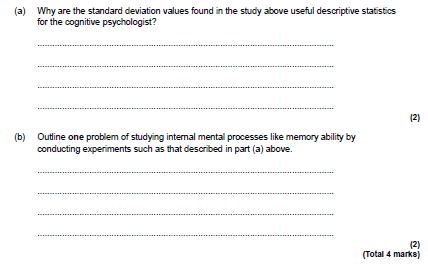 (a) Why are the standard deviation values found in the study above useful descriptive statistics
for the cognitive psychologist?
(2)
(b) Outline one problem of studying internal mental processes like memory ability by
conducting experiments such as that described in part (a) above.
(2)
(Total 4 marks)